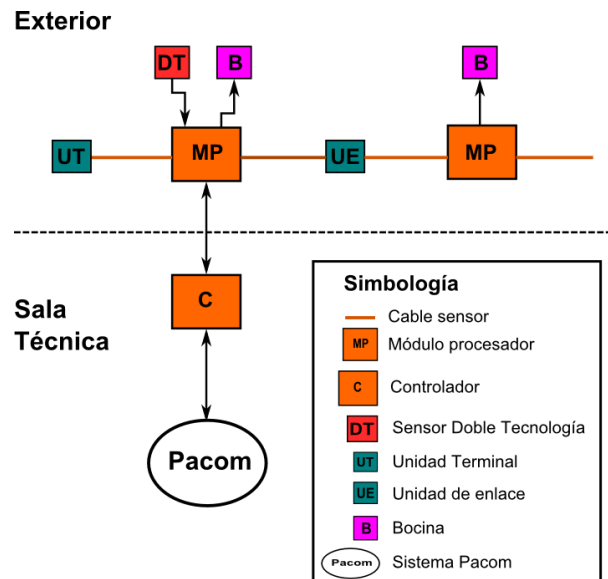 Exterior
DT
B
B
UT
MP
UE
MP
Sala
Técnica
C
Pacom
Simbología
Cable sensor
MP Módulo procesador
C Controlador
DT Sensor Doble Tecnología
UT Unidad Terminal
UE Unidad de enlace
B Bocina
Pacom Sistema Pacom